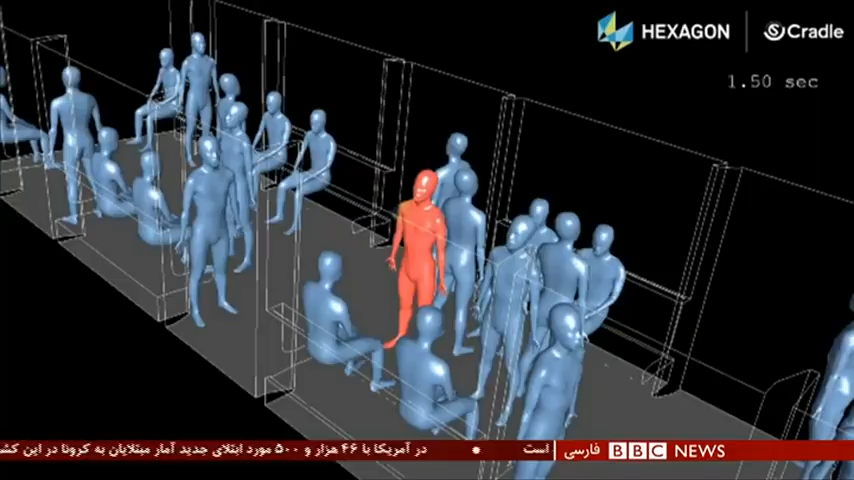 HEXAGON
Cradle
1.50 sec
در آمریکا با ۴۶ هزار و ۵۰۰ مورد ابتلای جدید آمار مبتلایان به کرونا در این • است
فارسی BBC NEWS